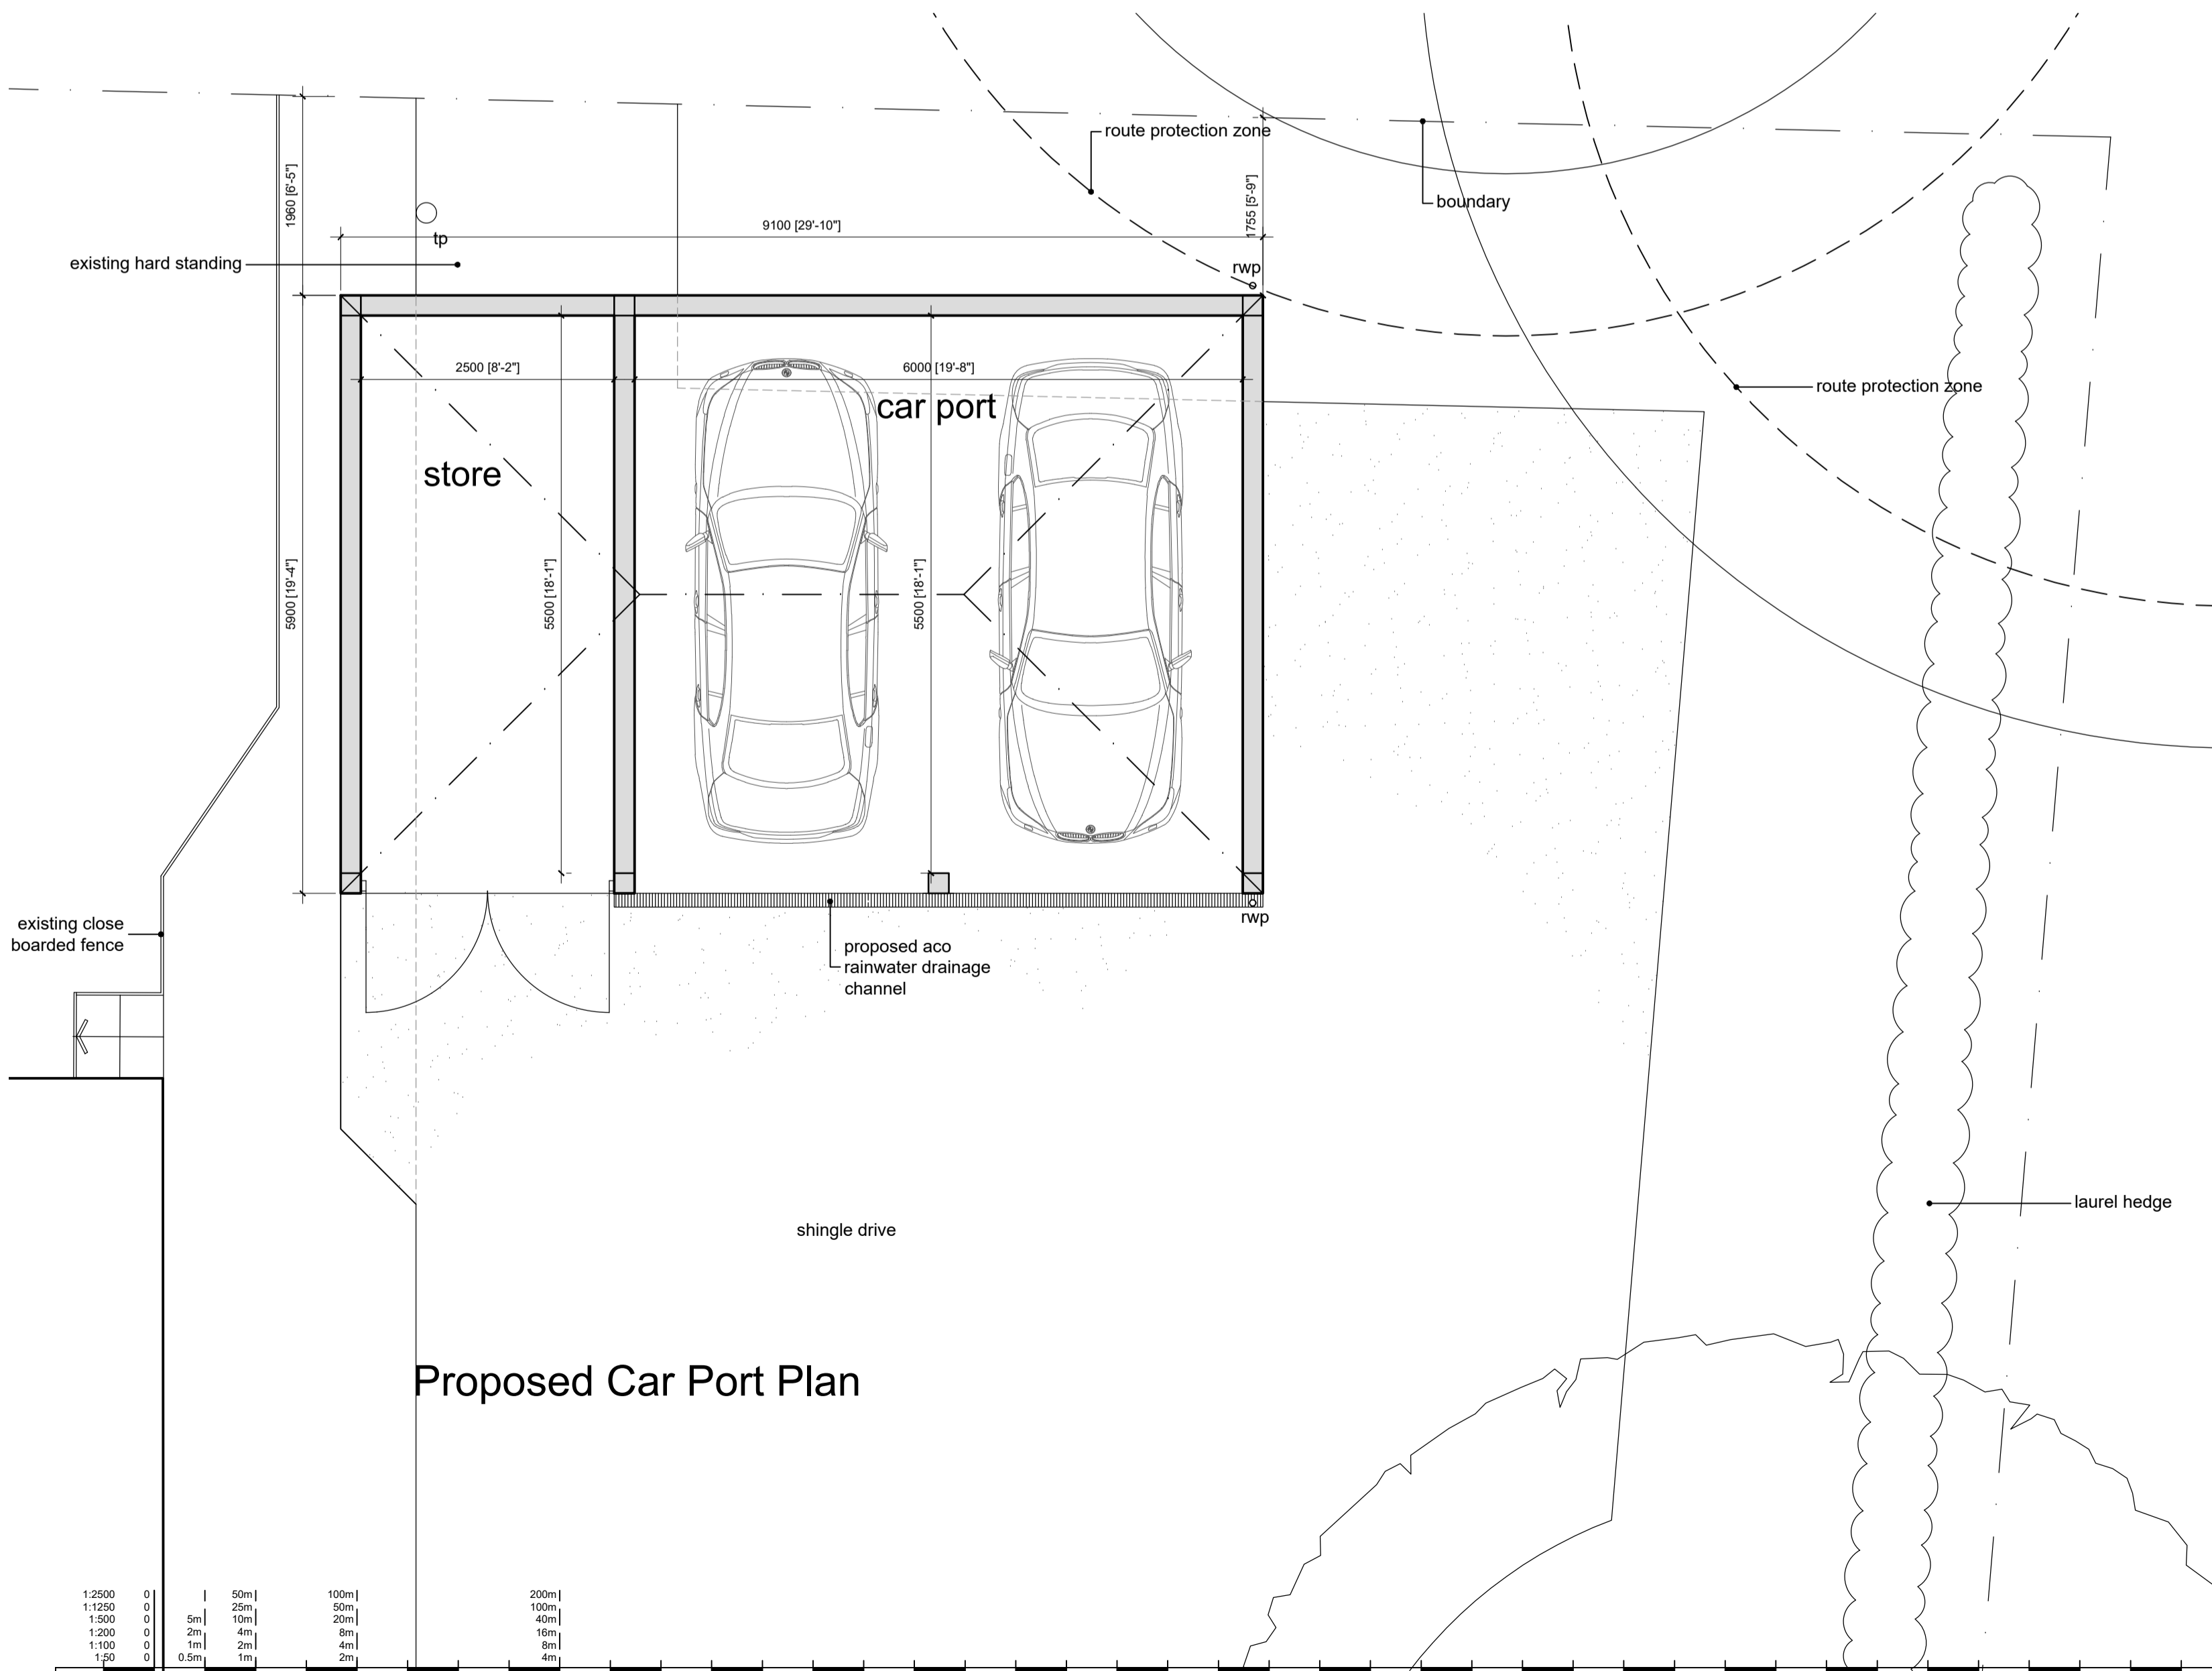 route protection zone
1960 [6'-5"]
1755 [5'-9"]
boundary
9100 [29'-10"]
tp
existing hard standing
rwp
2500 [8'-2"]
6000 [19'-8"]
route protection zone
car port
store
5900 [19'-4"]
5500 [18'-1"]
5500 [18'-1"]
existing close
boarded fence
rwp
proposed aco
rainwater drainage
channel
laurel hedge
shingle drive
Proposed Car Port Plan
1:2500 0 50m 100m 200m
1:1250 0 25m 50m 100m
1:500 0 5m 10m 20m 40m
1:200 0 2m 4m 8m 16m
1:100 0 1m 2m 4m 8m
1:50 0 0.5m 1m 2m 4m